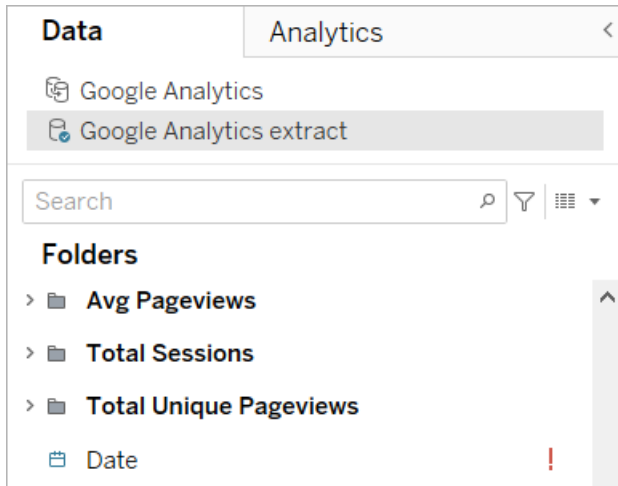 Data
Analytics
Google Analytics
Google Analytics extract
Search
Folders
Avg Pageviews
Total Sessions
Total Unique Pageviews
Date !